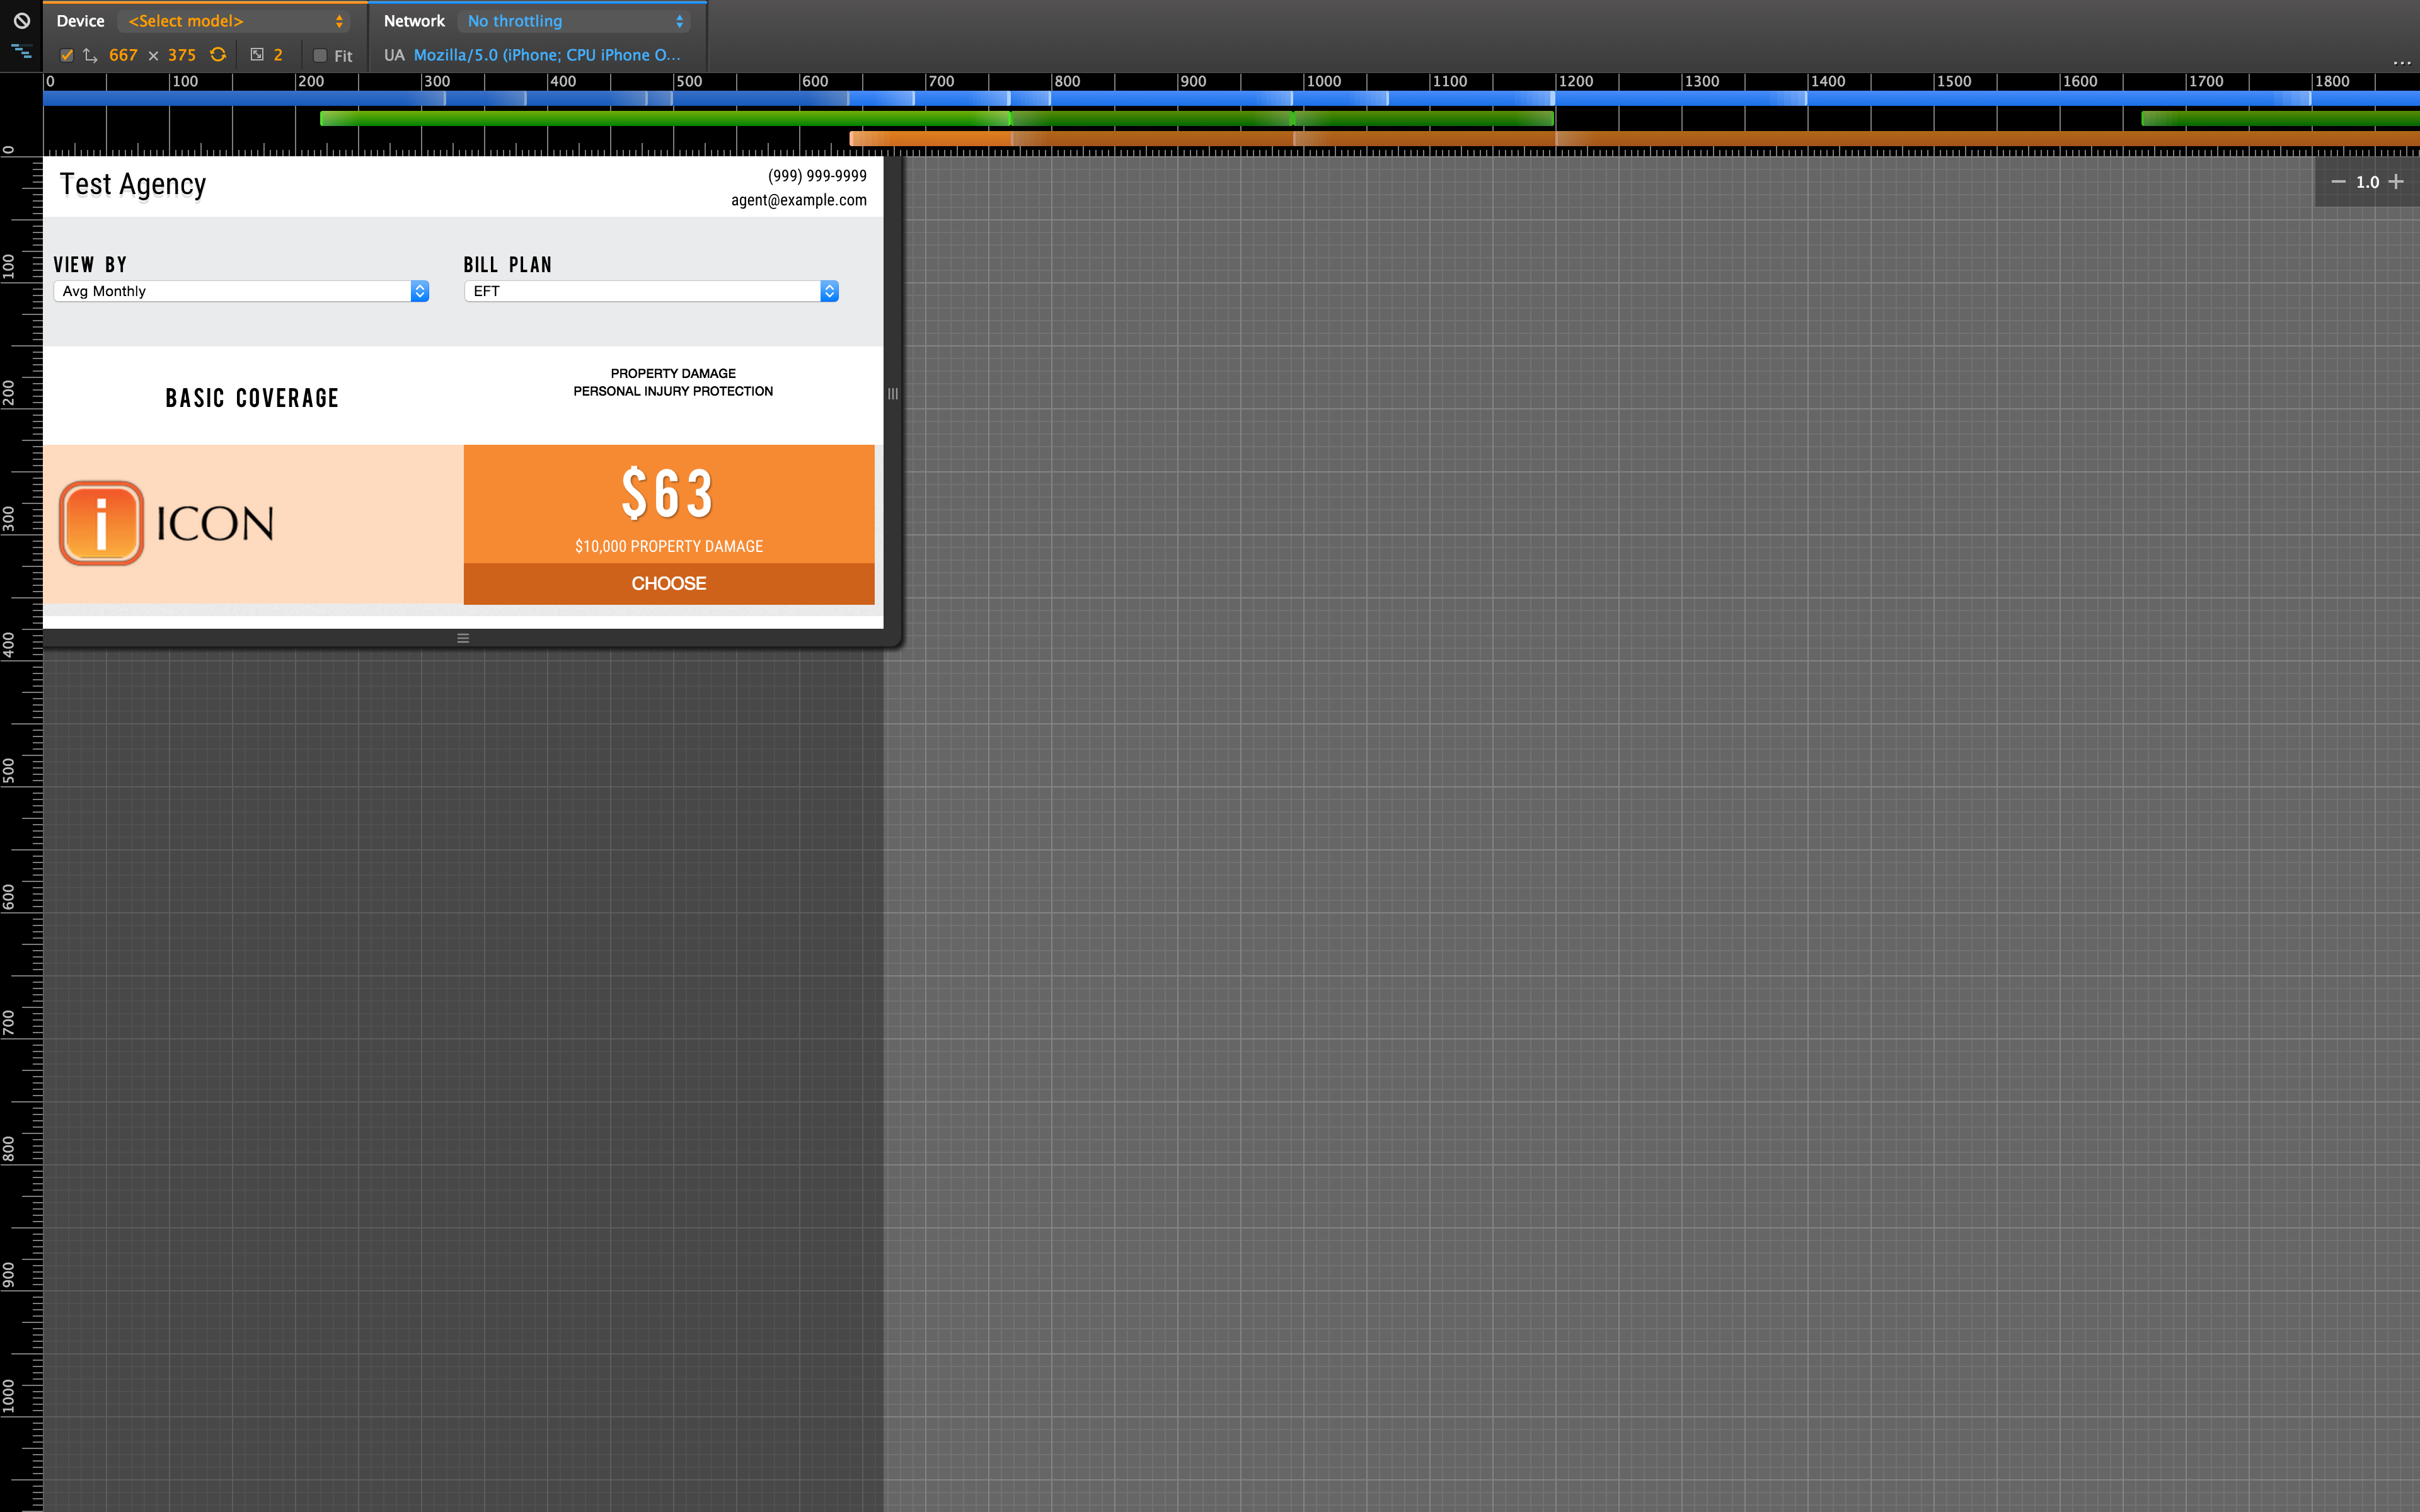 Device <Select model> Network No throttling
667 × 375 2 Fit UA Mozilla/5.0 (iPhone; CPU iPhone O...
...
0 100 200 300 400 500 600 700 800 900 1000 1100 1200 1300 1400 1500 1600 1700 1800
0
100
200
300
400
500
600
700
800
900
1000
− 1.0 +
Test Agency
(999) 999-9999
agent@example.com
VIEW BY
Avg Monthly
BILL PLAN
EFT
BASIC COVERAGE
PROPERTY DAMAGE
PERSONAL INJURY PROTECTION
i ICON
$63
$10,000 PROPERTY DAMAGE
CHOOSE